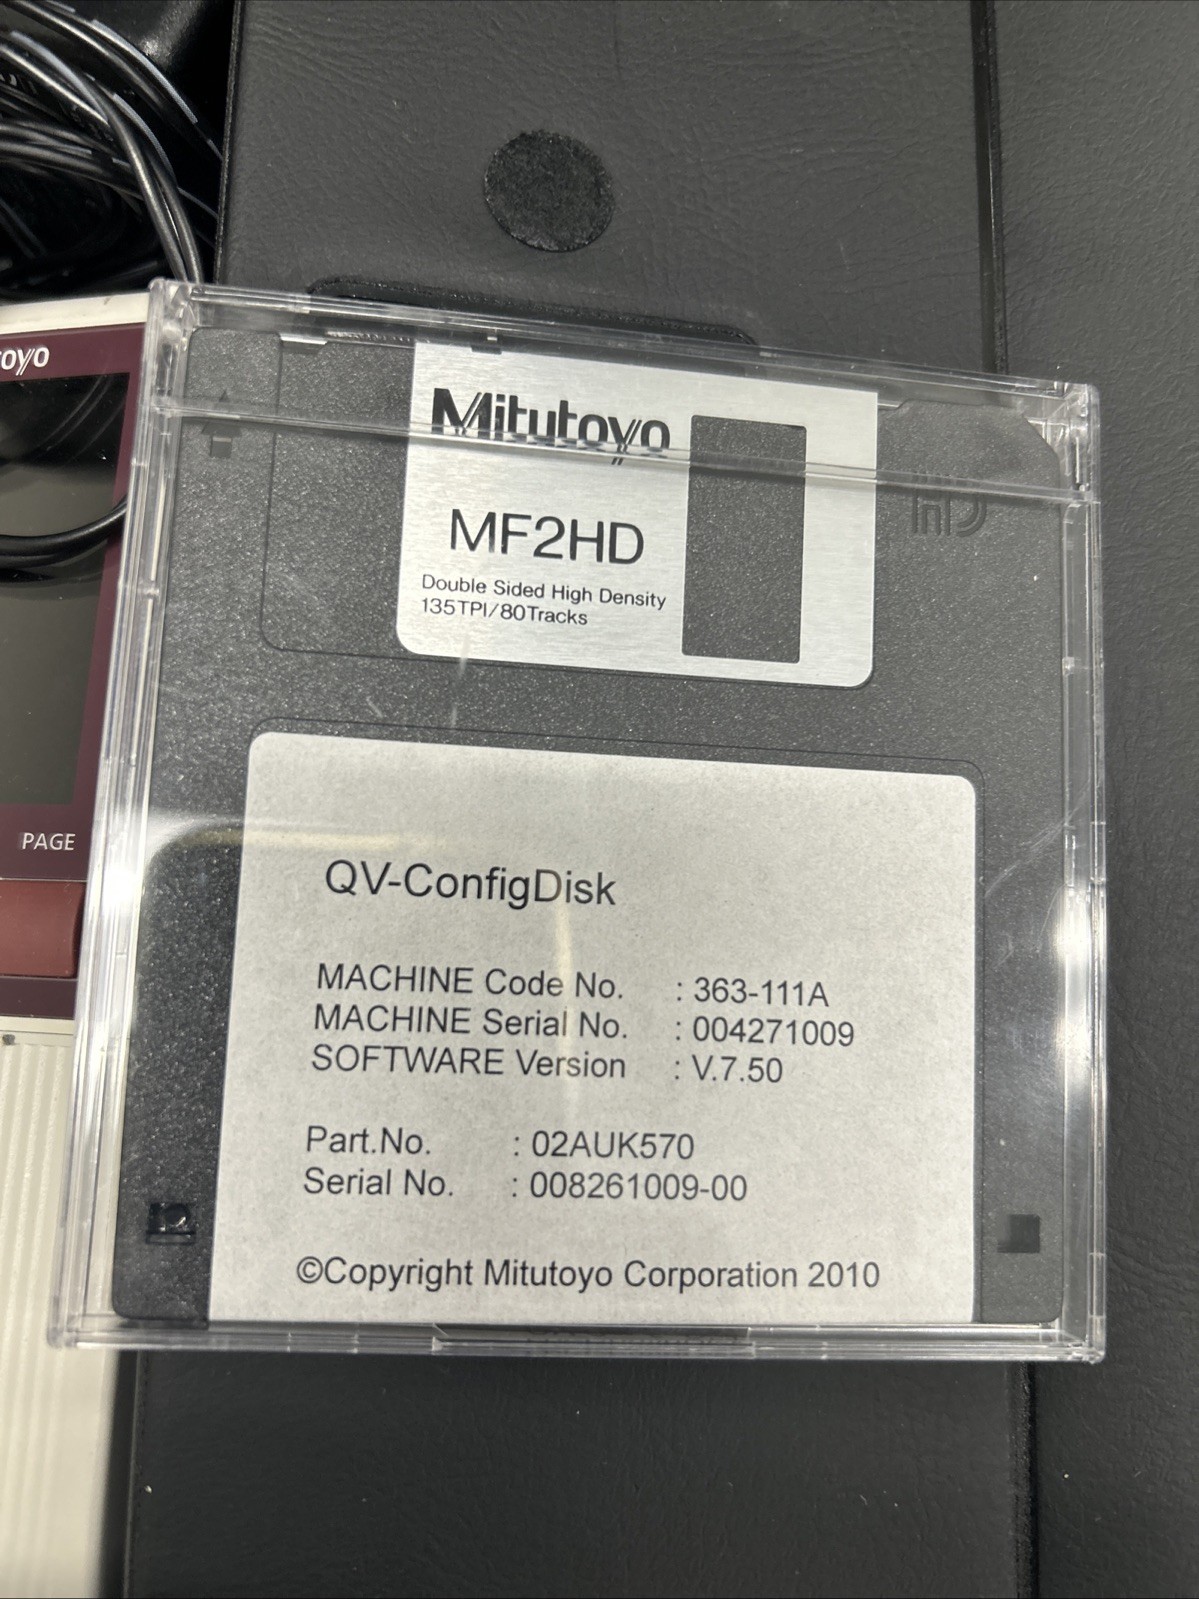 Mitutoyo
MF2HD
Double Sided High Density
135TPI/80Tracks
HD
QV-ConfigDisk
MACHINE Code No. : 363-111A
MACHINE Serial No. : 004271009
SOFTWARE Version : V.7.50
Part.No. : 02AUK570
Serial No. : 008261009-00
©Copyright Mitutoyo Corporation 2010
toyo
PAGE